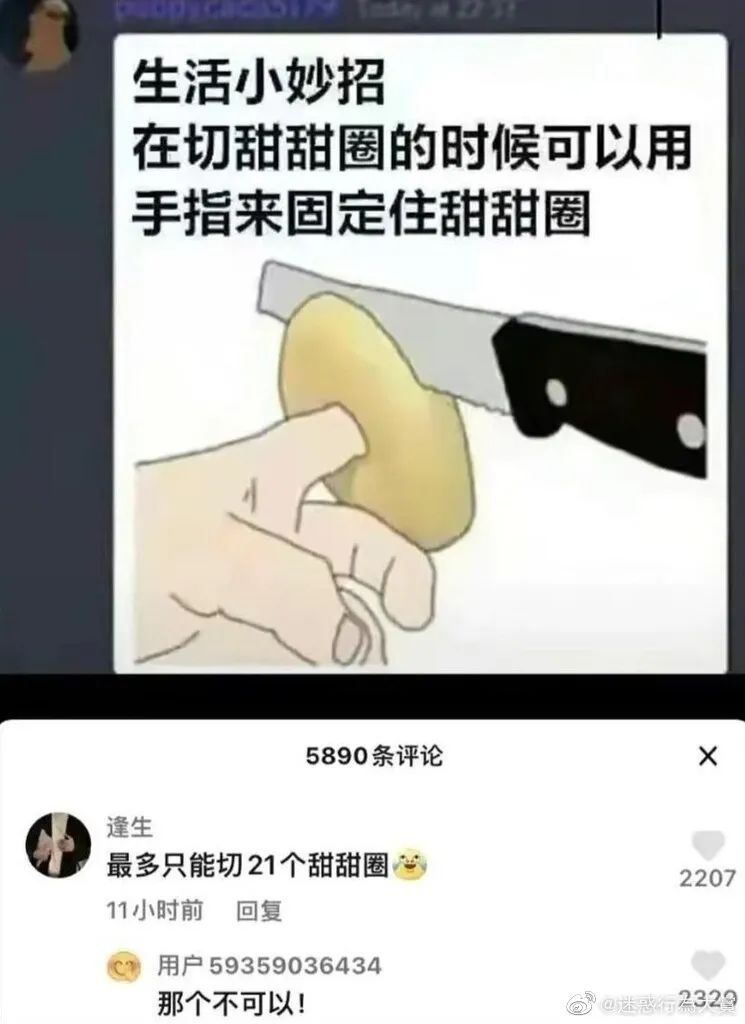 生活小妙招
在切甜甜圈的时候可以用
手指来固定住甜甜圈
5890条评论
逢生
最多只能切21个甜甜圈
2207
11小时前 回复
用户59359036434
那个不可以!
2329